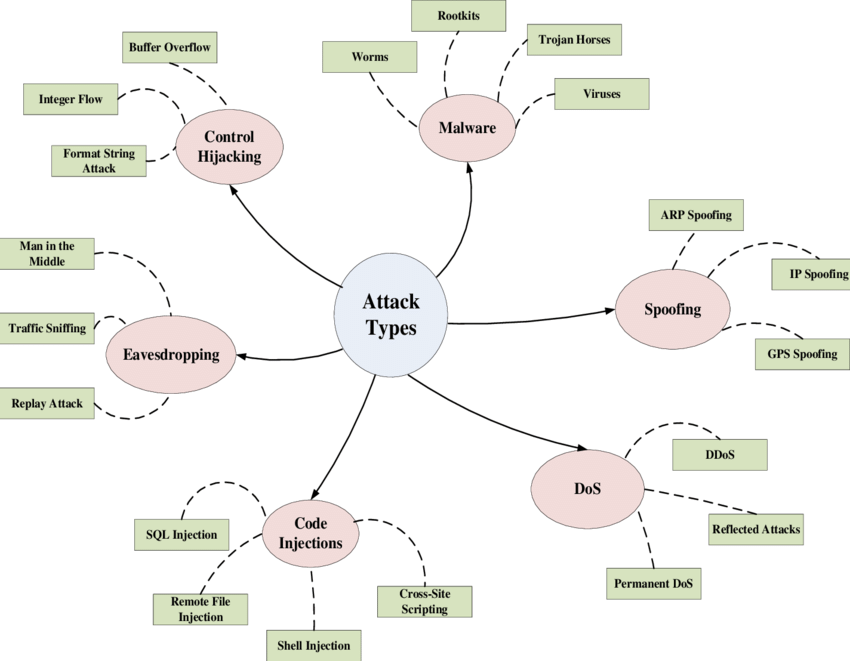 Rootkits
Buffer Overflow
Trojan Horses
Worms
Integer Flow
Viruses
Control
Hijacking
Malware
Format String
Attack
ARP Spoofing
Man in the
Middle
IP Spoofing
Attack
Types
Spoofing
Traffic Sniffing
Eavesdropping
GPS Spoofing
Replay Attack
DDoS
DoS
Reflected Attacks
Code
Injections
SQL Injection
Permanent DoS
Remote File
Injection
Cross-Site
Scripting
Shell Injection